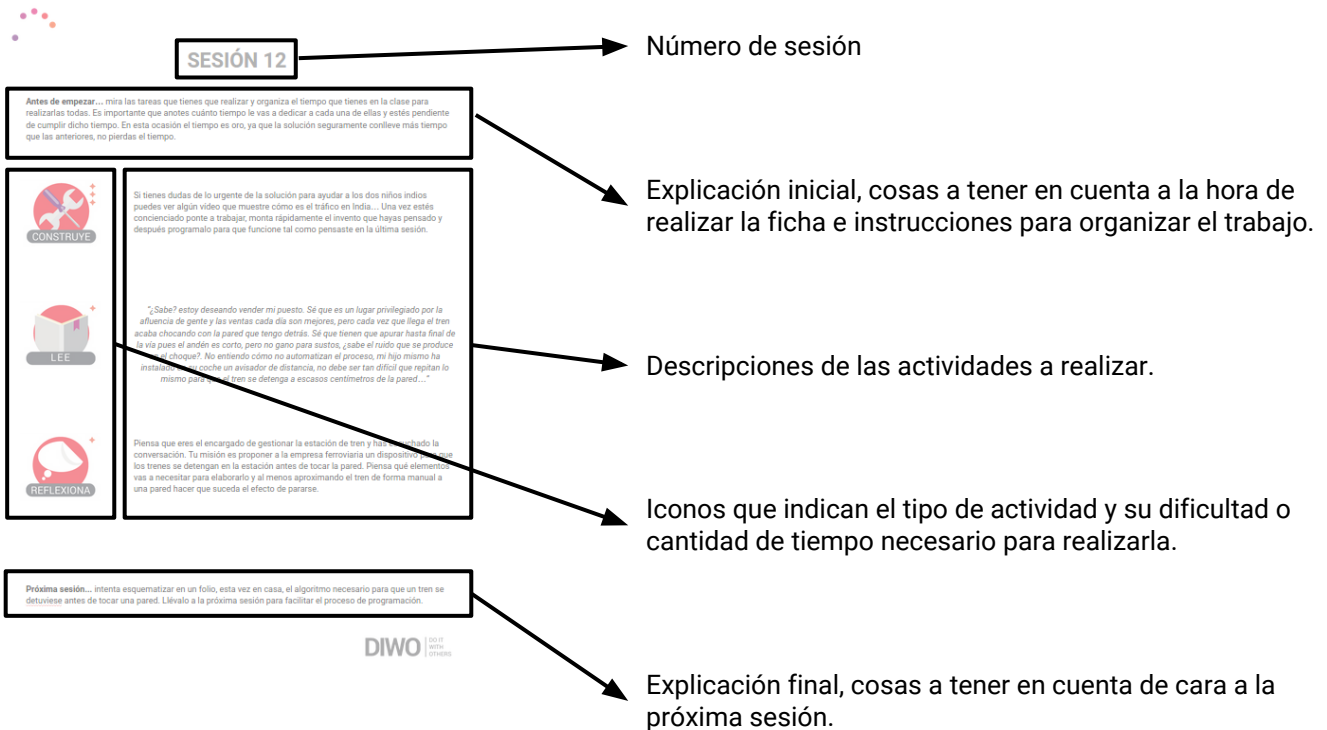 SESIÓN 12
Número de sesión
Antes de empezar... mira las tareas que tienes que realizar y organiza el tiempo que tienes en la clase para
realizarlas todas. Es importante que anotes cuánto tiempo le vas a dedicar a cada una de ellas y estés pendiente
de cumplir dicho tiempo. En esta ocasión el tiempo es oro, ya que la solución seguramente conlleve más tiempo
que las anteriores, no pierdas el tiempo.
Explicación inicial, cosas a tener en cuenta a la hora de
realizar la ficha e instrucciones para organizar el trabajo.
CONSTRUYE
Si tienes dudas de lo urgente de la solución para ayudar a los dos niños indios
puedes ver algún vídeo que muestre cómo es el tráfico en India... Una vez estés
concienciado ponte a trabajar, monta rápidamente el invento que hayas pensado y
después programalo para que funcione tal como pensaste en la última sesión.
LEE
"¿Sabe? estoy deseando vender mi puesto. Sé que es un lugar privilegiado por la
afluencia de gente y las ventas cada día son mejores, pero cada vez que llega el tren
acaba chocando con la pared que tengo detrás. Sé que tienen que apurar hasta final de
la vía pues el andén es corto, pero no gano para sustos, ¿sabe el ruido que se produce
el choque?. No entiendo cómo no automatizan el proceso, mi hijo mismo ha
instalado en su coche un avisador de distancia, no debe ser tan difícil que repitan lo
mismo para que el tren se detenga a escasos centímetros de la pared..."
Descripciones de las actividades a realizar.
REFLEXIONA
Piensa que eres el encargado de gestionar la estación de tren y has escuchado la
conversación. Tu misión es proponer a la empresa ferroviaria un dispositivo para que
los trenes se detengan en la estación antes de tocar la pared. Piensa qué elementos
vas a necesitar para elaborarlo y al menos aproximando el tren de forma manual a
una pared hacer que suceda el efecto de pararse.
Iconos que indican el tipo de actividad y su dificultad o
cantidad de tiempo necesario para realizarla.
Próxima sesión... intenta esquematizar en un folio, esta vez en casa, el algoritmo necesario para que un tren se
detuviese antes de tocar una pared. Llévalo a la próxima sesión para facilitar el proceso de programación.
DIWO
DO IT
WITH
OTHERS
Explicación final, cosas a tener en cuenta de cara a la
próxima sesión.